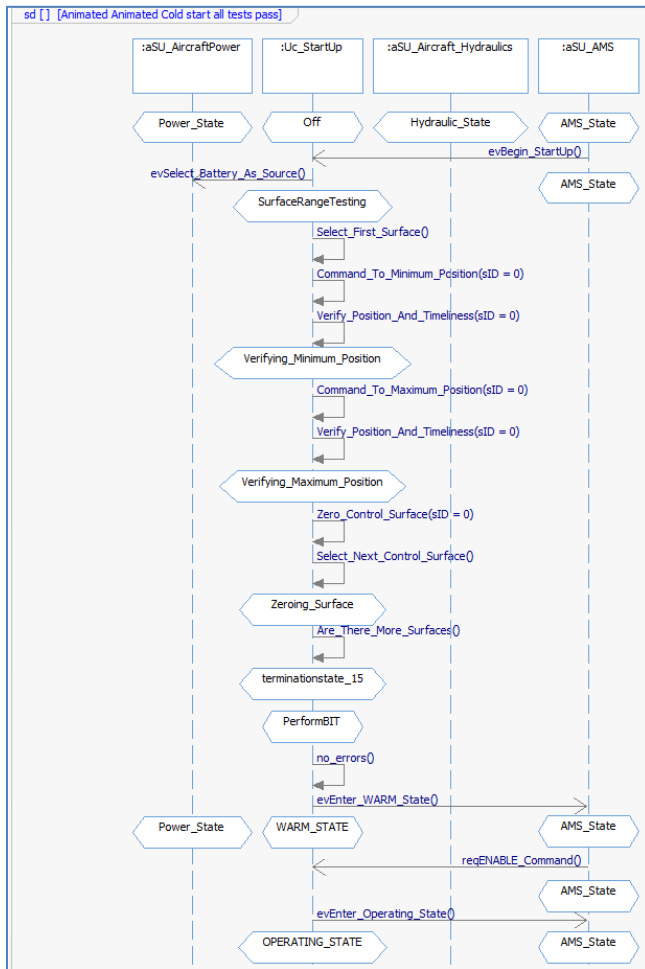 sd [ ] [Animated Animated Cold start all tests pass]
:aSU_AircraftPower :Uc_StartUp :aSU_Aircraft_Hydraulics :aSU_AMS
Power_State Off Hydraulic_State AMS_State
evBegin_StartUp()
evSelect_Battery_As_Source()
AMS_State
SurfaceRangeTesting
Select_First_Surface()
Command_To_Minimum_Position(sID = 0)
Verify_Position_And_Timeliness(sID = 0)
Verifying_Minimum_Position
Command_To_Maximum_Position(sID = 0)
Verify_Position_And_Timeliness(sID = 0)
Verifying_Maximum_Position
Zero_Control_Surface(sID = 0)
Select_Next_Control_Surface()
Zeroing_Surface
Are_There_More_Surfaces()
terminationstate_15
PerformBIT
no_errors()
evEnter_WARM_State()
Power_State WARM_STATE AMS_State
reqENABLE_Command()
AMS_State
evEnter_Operating_State()
OPERATING_STATE AMS_State